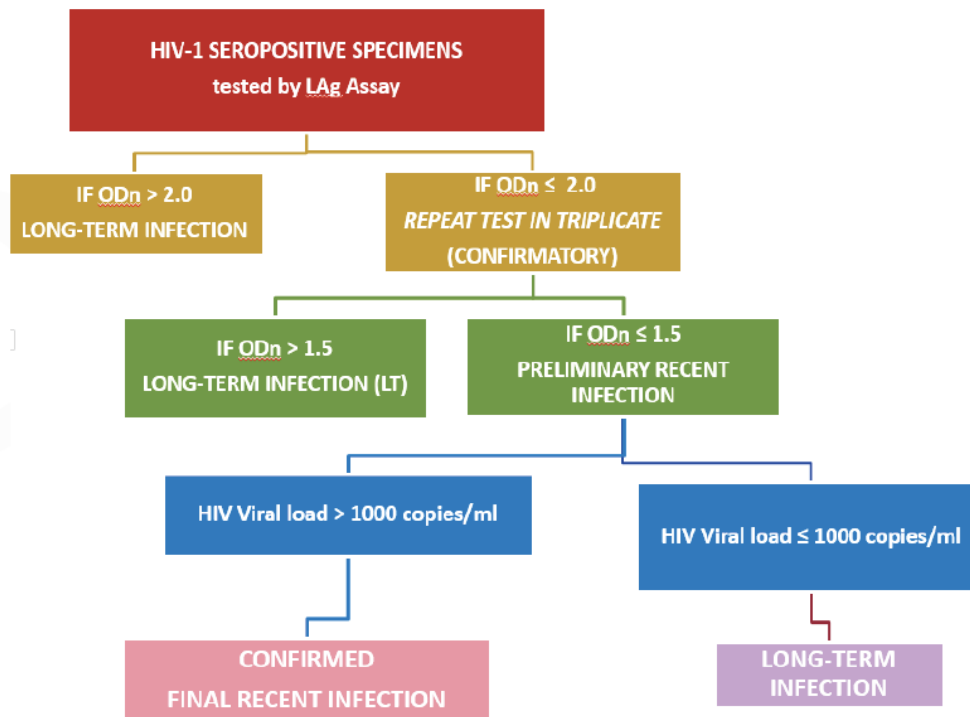 HIV-1 SEROPOSITIVE SPECIMENS
tested by LAg Assay
IF ODn > 2.0
LONG-TERM INFECTION
IF ODn ≤ 2.0
REPEAT TEST IN TRIPLICATE
(CONFIRMATORY)
IF ODn > 1.5
LONG-TERM INFECTION (LT)
IF ODn ≤ 1.5
PRELIMINARY RECENT
INFECTION
HIV Viral load > 1000 copies/ml
HIV Viral load ≤ 1000 copies/ml
CONFIRMED
FINAL RECENT INFECTION
LONG-TERM
INFECTION